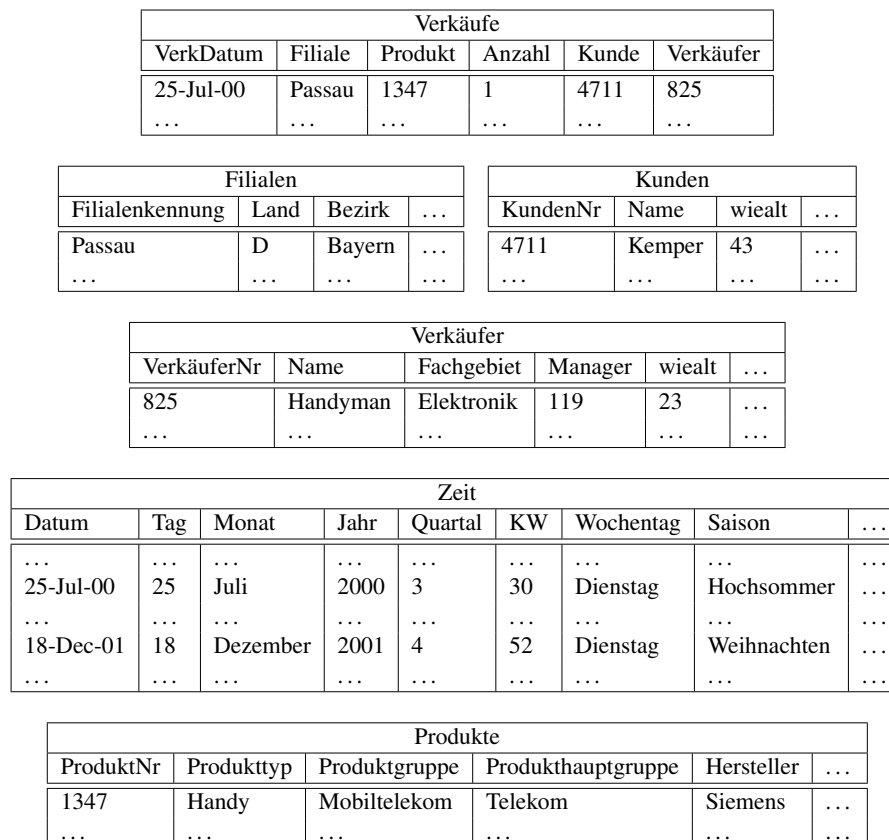 Verkäufe
VerkDatum Filiale Produkt Anzahl Kunde Verkäufer
25-Jul-00 Passau 1347 1 4711 825
... ... ... ... ... ...
Filialen
Filialenkennung Land Bezirk ...
Passau D Bayern ...
... ... ... ...
Kunden
KundenNr Name wiealt ...
4711 Kemper 43 ...
... ... ... ...
Verkäufer
VerkäuferNr Name Fachgebiet Manager wiealt ...
825 Handyman Elektronik 119 23 ...
... ... ... ... ... ...
Zeit
Datum Tag Monat Jahr Quartal KW Wochentag Saison ...
... ... ... ... ... ... ... ... ...
25-Jul-00 25 Juli 2000 3 30 Dienstag Hochsommer ...
... ... ... ... ... ... ... ... ...
18-Dec-01 18 Dezember 2001 4 52 Dienstag Weihnachten ...
... ... ... ... ... ... ... ... ...
Produkte
ProduktNr Produkttyp Produktgruppe Produkthauptgruppe Hersteller ...
1347 Handy Mobiltelekom Telekom Siemens ...
... ... ... ... ... ...